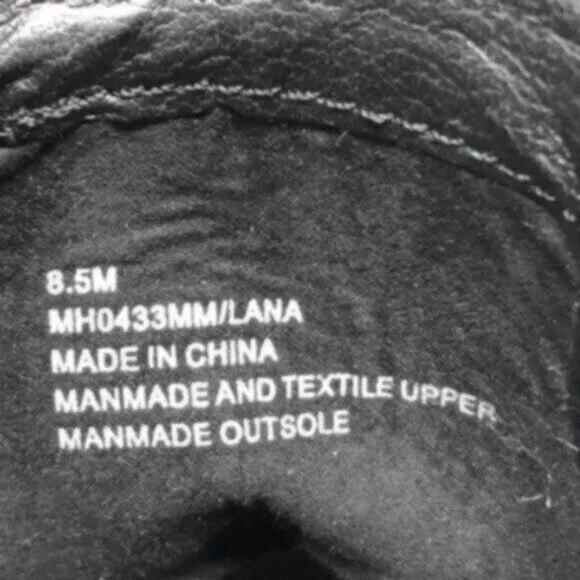 8.5M
MH0433MM/LANA
MADE IN CHINA
MANMADE AND TEXTILE UPPER
MANMADE OUTSOLE